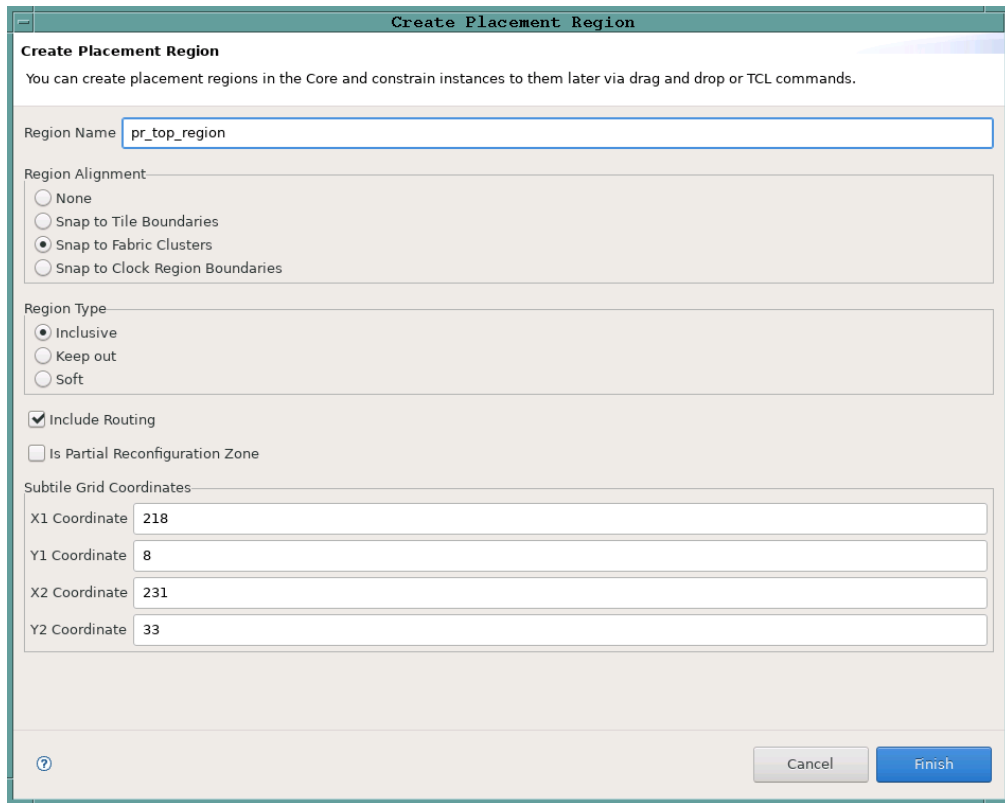 Create Placement Region
Create Placement Region
You can create placement regions in the Core and constrain instances to them later via drag and drop or TCL commands.
Region Name pr_top_region
Region Alignment
None
Snap to Tile Boundaries
Snap to Fabric Clusters
Snap to Clock Region Boundaries
Region Type
Inclusive
Keep out
Soft
Include Routing
Is Partial Reconfiguration Zone
Subtile Grid Coordinates
X1 Coordinate 218
Y1 Coordinate 8
X2 Coordinate 231
Y2 Coordinate 33
? Cancel Finish